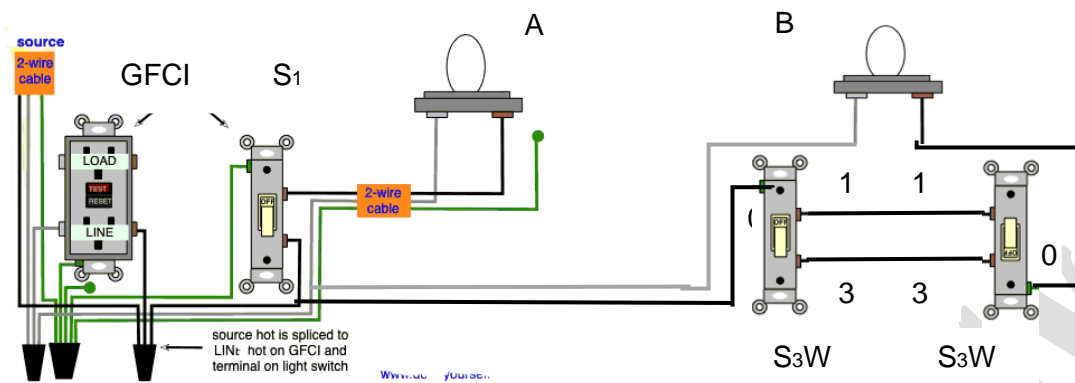 source
2-wire
cable
GFCI
S1
A
B
LOAD
TEST
RESET
LINE
OFF
2-wire
cable
1
1
OFF
OFF
0
3
3
S3W
S3W
source hot is spliced to
hot on GFCI and
terminal on light switch